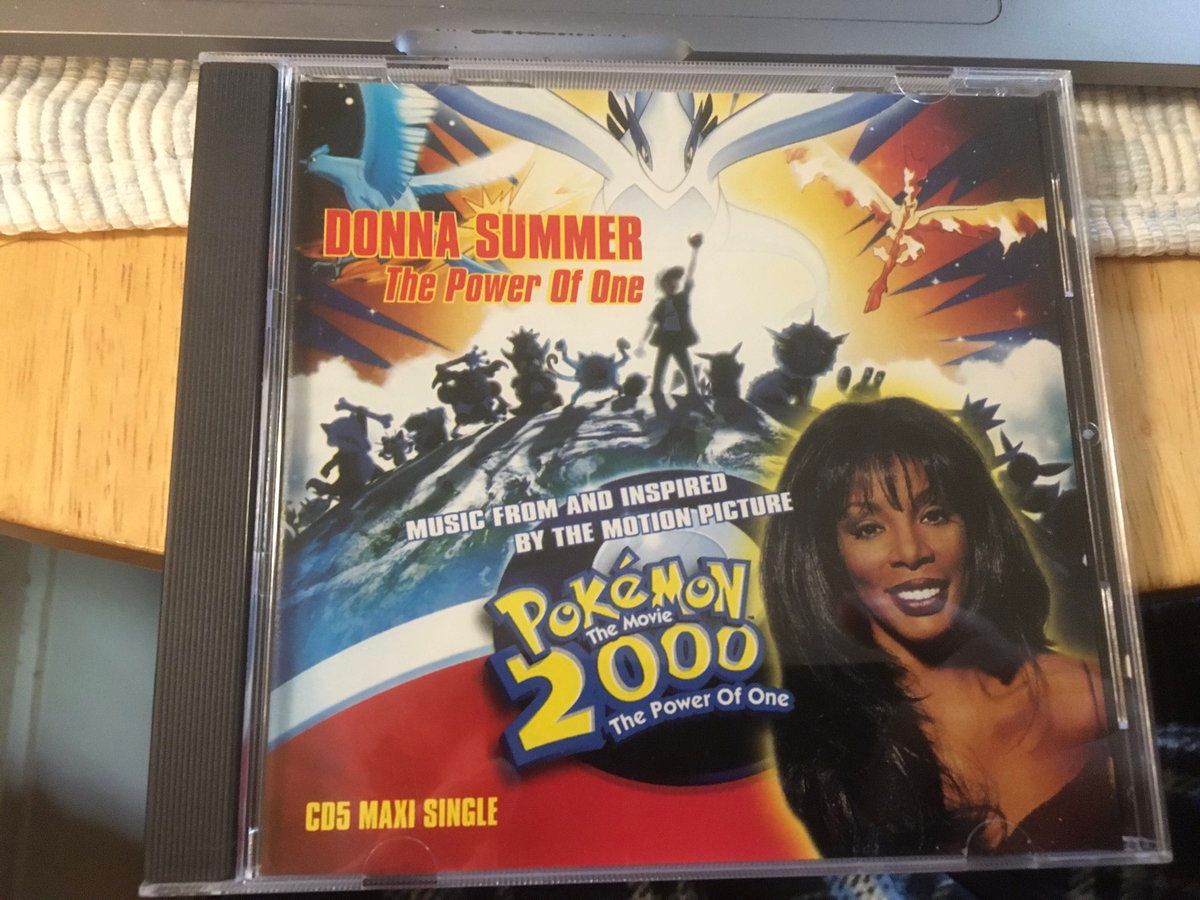 DONNA SUMMER
The Power Of One
MUSIC FROM AND INSPIRED
BY THE MOTION PICTURE
POKéMON
The Movie
2000
The Power Of One
CD5 MAXI SINGLE